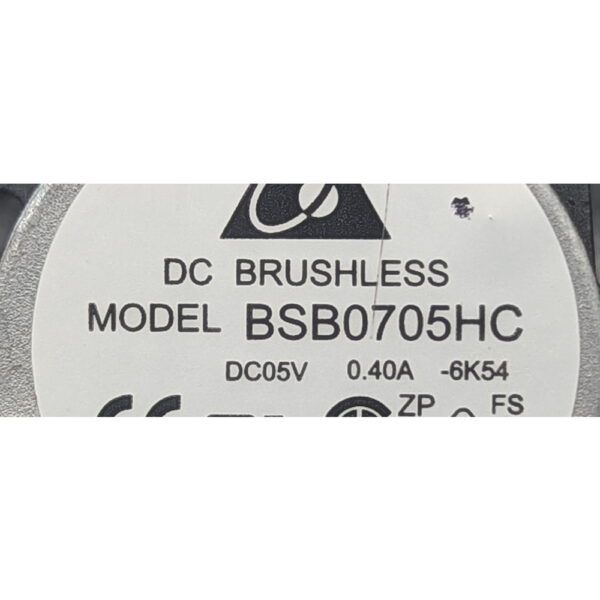 DC BRUSHLESS
MODEL BSB0705HC
DC05V 0.40A -6K54
ZP FS